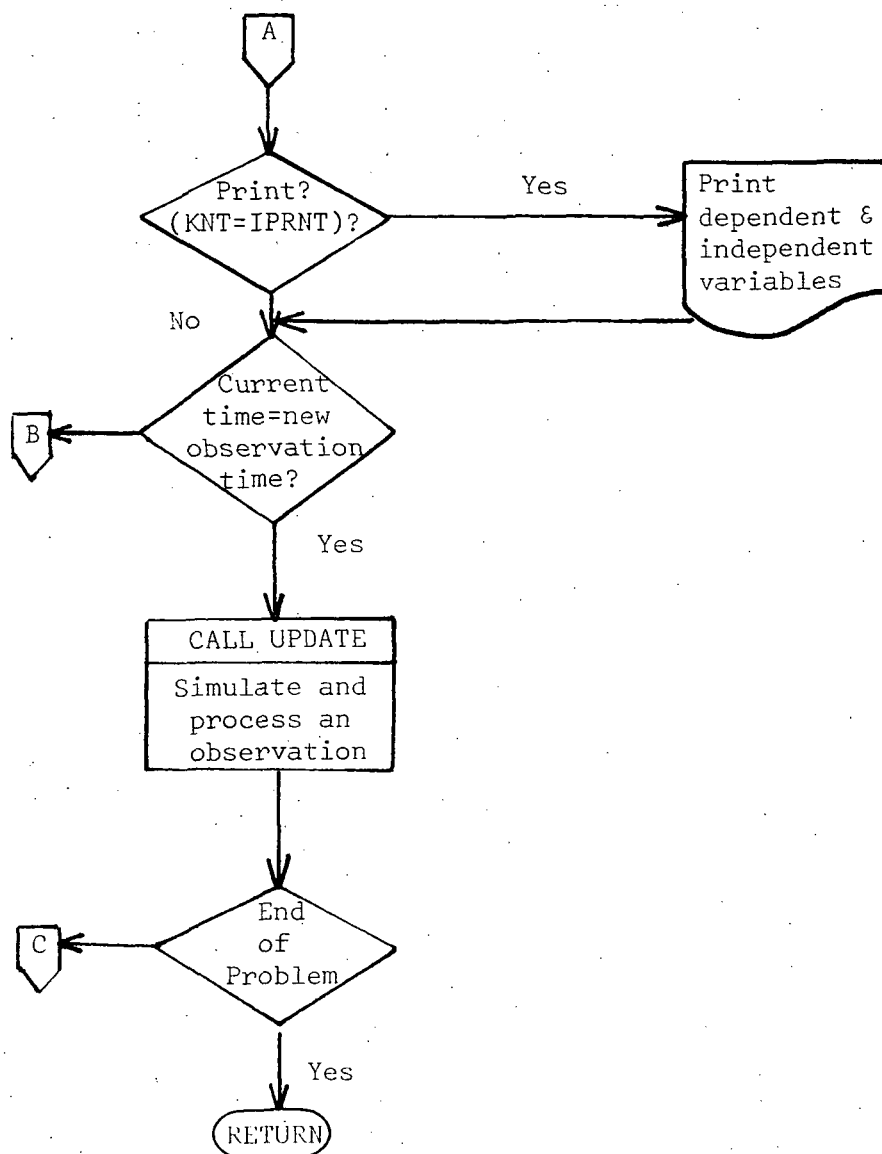 A
Print?
(KNT=IPRNT)?
Yes
Print
dependent &
independent
variables
No
Current
time=new
observation
time?
B
Yes
CALL UPDATE
Simulate and
process an
observation
End
of
Problem
C
Yes
RETURN